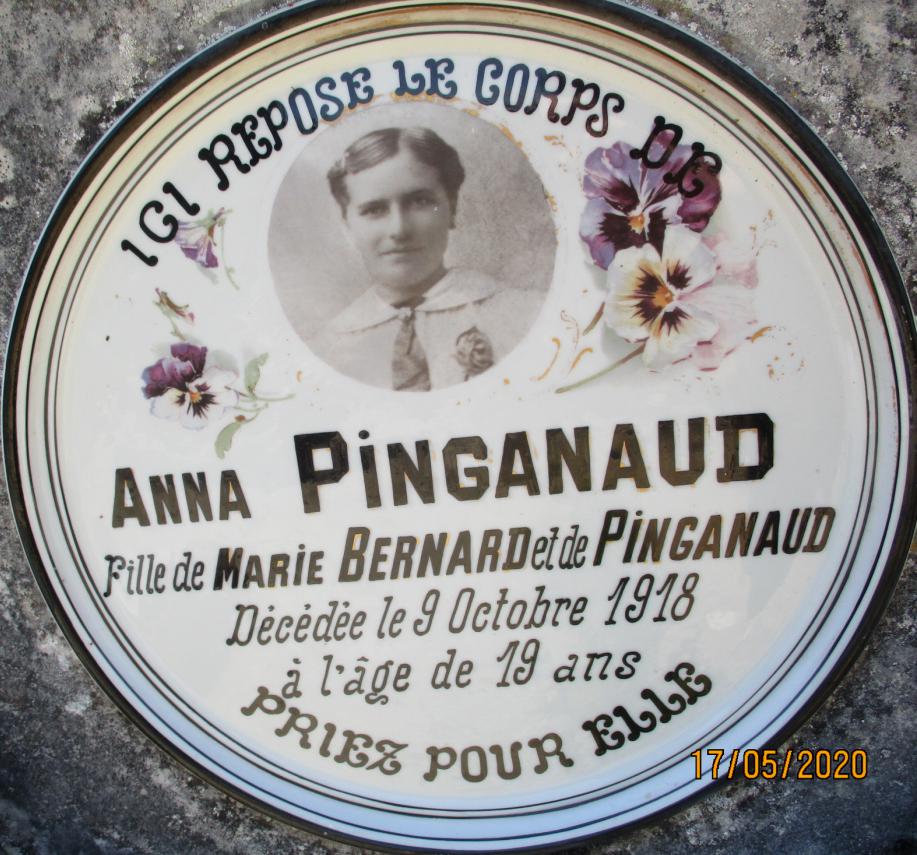 ICI REPOSE LE CORPS DE
ANNA PINGANAUD
Fille de MARIE BERNARD et de PINGANAUD
Décédée le 9 Octobre 1918
à l'âge de 19 ans
PRIEZ POUR ELLE
17/05/2020